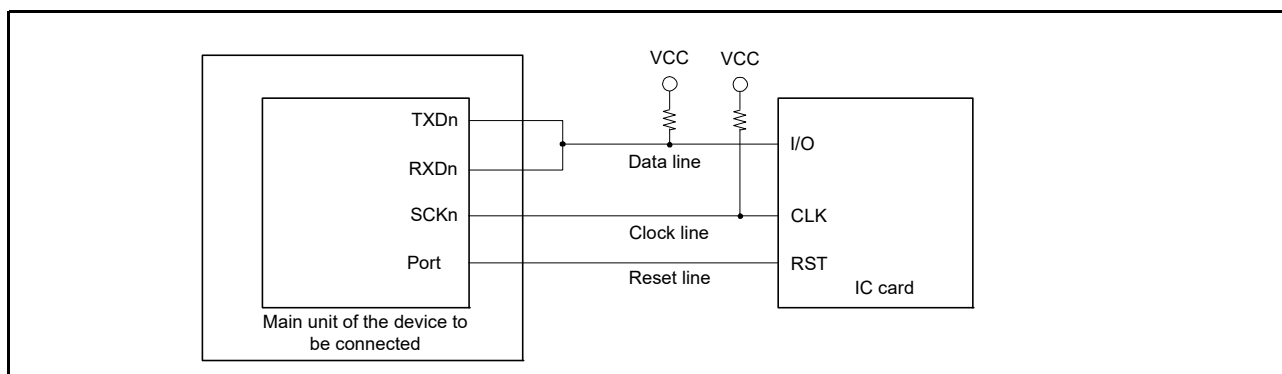 VCC
VCC
TXDn
RXDn
SCKn
Port
Data line
Clock line
Reset line
I/O
CLK
RST
IC card
Main unit of the device to
be connected